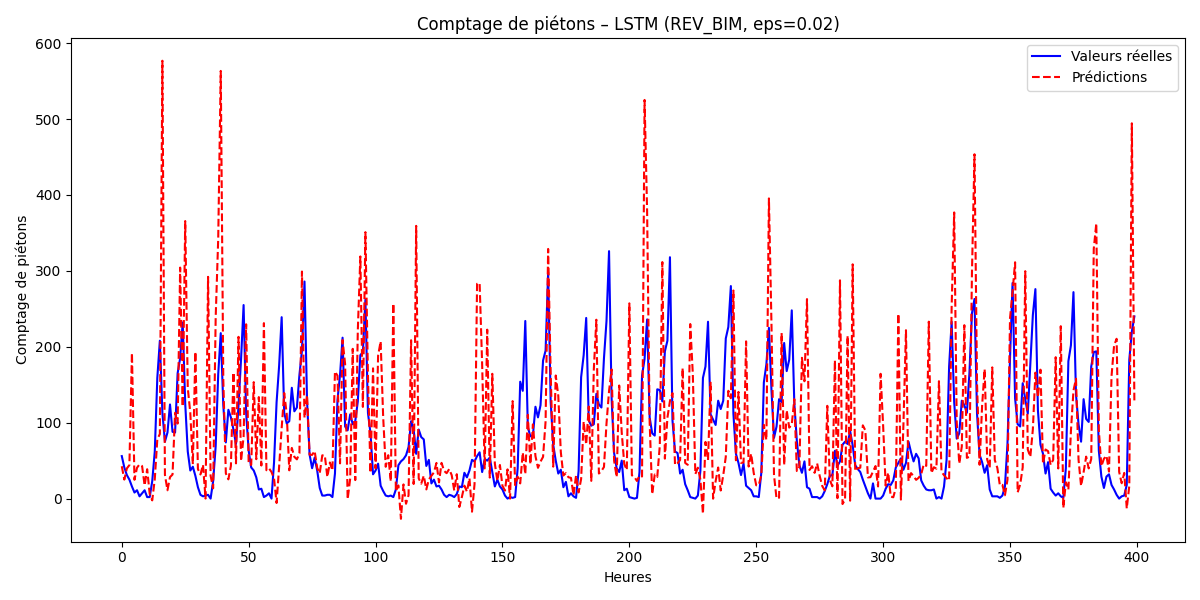 Comptage de piétons – LSTM (REV_BIM, eps=0.02)
Valeurs réelles
Prédictions
600
500
400
300
200
100
0
Comptage de piétons
0 50 100 150 200 250 300 350 400
Heures